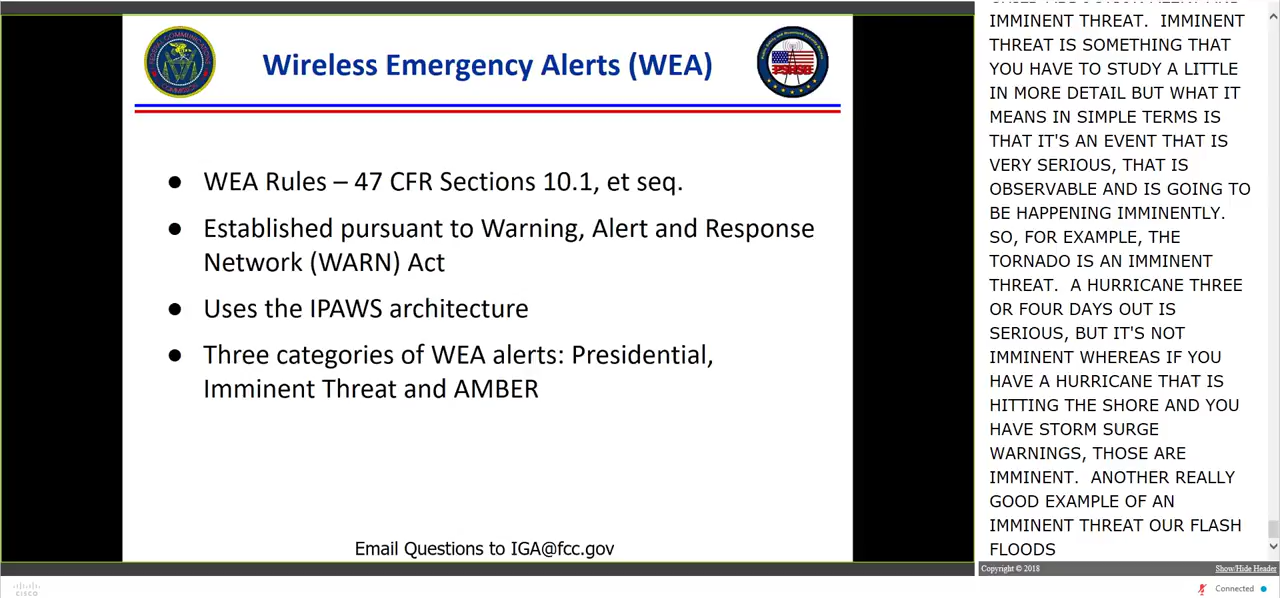 Wireless Emergency Alerts (WEA)
● WEA Rules – 47 CFR Sections 10.1, et seq.
● Established pursuant to Warning, Alert and Response
Network (WARN) Act
● Uses the IPAWS architecture
● Three categories of WEA alerts: Presidential,
Imminent Threat and AMBER
Email Questions to IGA@fcc.gov
IMMINENT THREAT.  IMMINENT
THREAT IS SOMETHING THAT
YOU HAVE TO STUDY A LITTLE
IN MORE DETAIL BUT WHAT IT
MEANS IN SIMPLE TERMS IS
THAT IT'S AN EVENT THAT IS
VERY SERIOUS, THAT IS
OBSERVABLE AND IS GOING TO
BE HAPPENING IMMINENTLY.
SO, FOR EXAMPLE, THE
TORNADO IS AN IMMINENT
THREAT.  A HURRICANE THREE
OR FOUR DAYS OUT IS
SERIOUS, BUT IT'S NOT
IMMINENT WHEREAS IF YOU
HAVE A HURRICANE THAT IS
HITTING THE SHORE AND YOU
HAVE STORM SURGE
WARNINGS, THOSE ARE
IMMINENT.  ANOTHER REALLY
GOOD EXAMPLE OF AN
IMMINENT THREAT OUR FLASH
FLOODS
Copyright © 2018
Show/Hide Header
CISCO
Connected